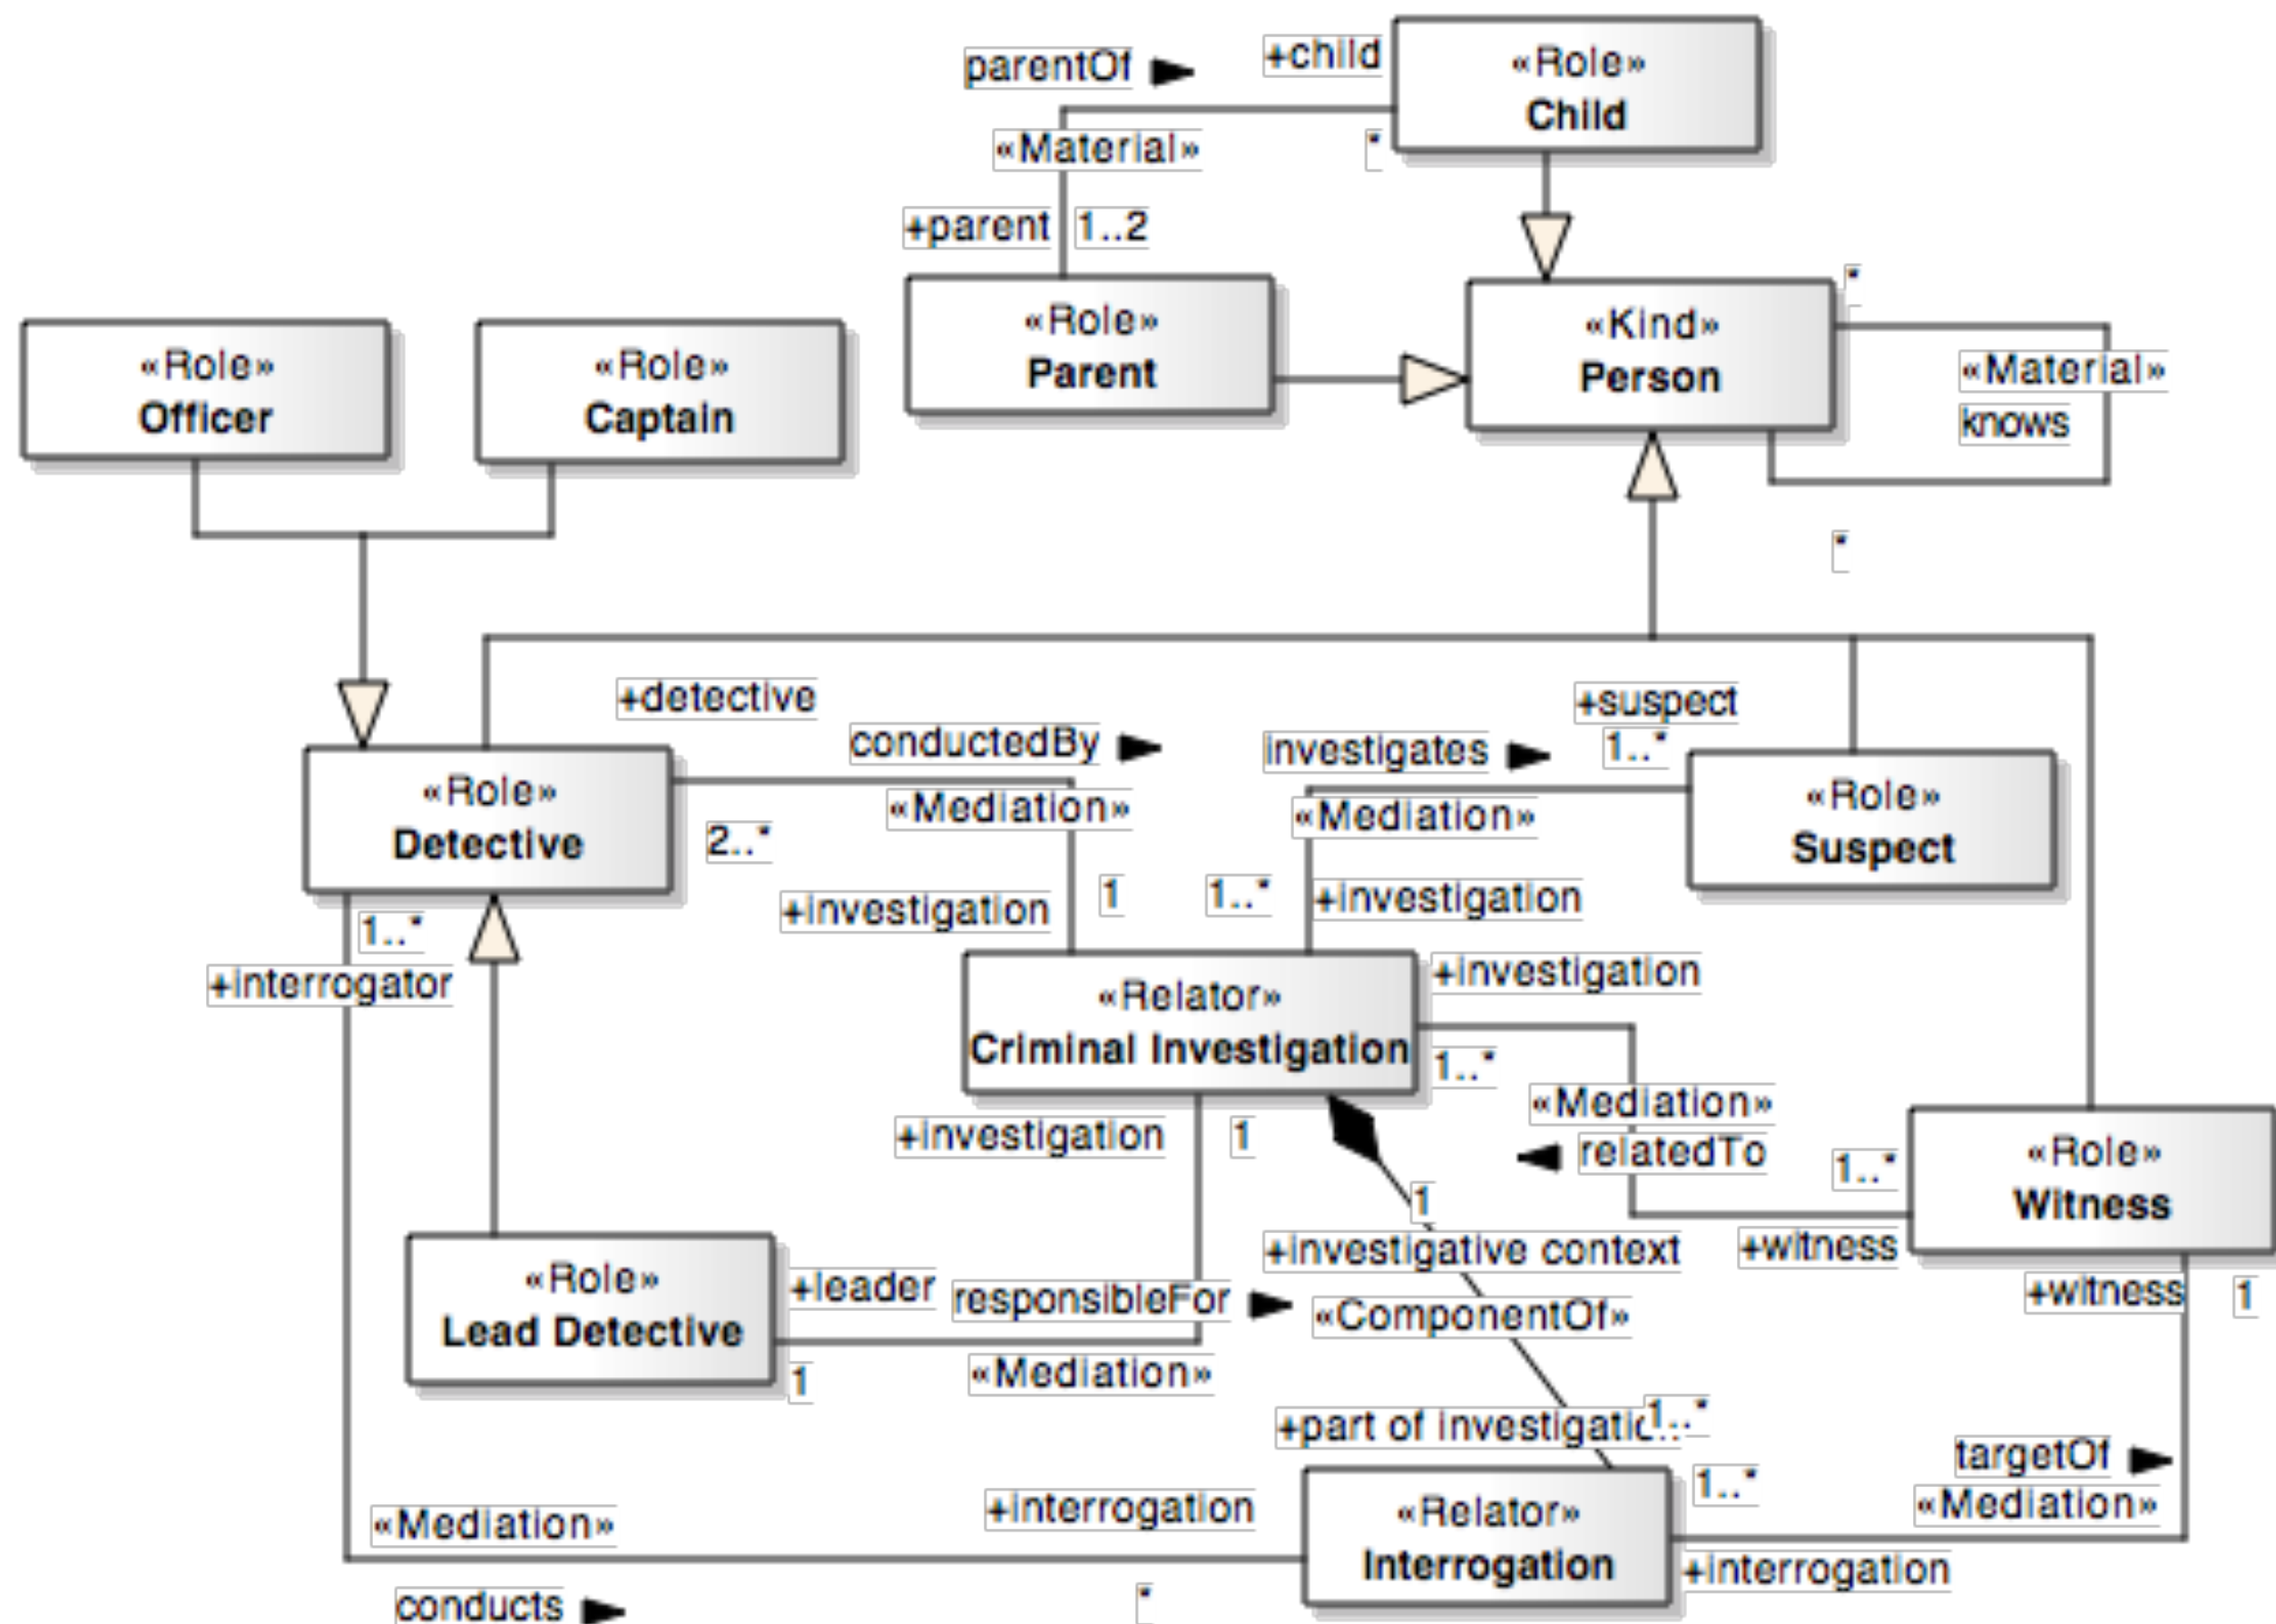 parentOf ►
+child
«Role»
Child
«Material»
*
+parent
1..2
«Role»
Officer
«Role»
Captain
«Role»
Parent
«Kind»
Person
*
«Material»
knows
*
+detective
conductedBy ►
investigates ►
+suspect
1..*
«Role»
Detective
«Mediation»
2..*
«Mediation»
«Role»
Suspect
+investigation
1
1..*
+investigation
1..*
+interrogator
«Relator»
Criminal Investigation
+investigation
1..*
+investigation
1
«Mediation»
◄ relatedTo
1..*
+witness
«Role»
Witness
1
+investigative context
+witness
1
«Role»
Lead Detective
+leader
responsibleFor ►
«ComponentOf»
1
«Mediation»
+part of investigatic..
1..*
targetOf ►
«Mediation»
+interrogation
«Mediation»
1..*
«Relator»
Interrogation
+interrogation
conducts ►
*